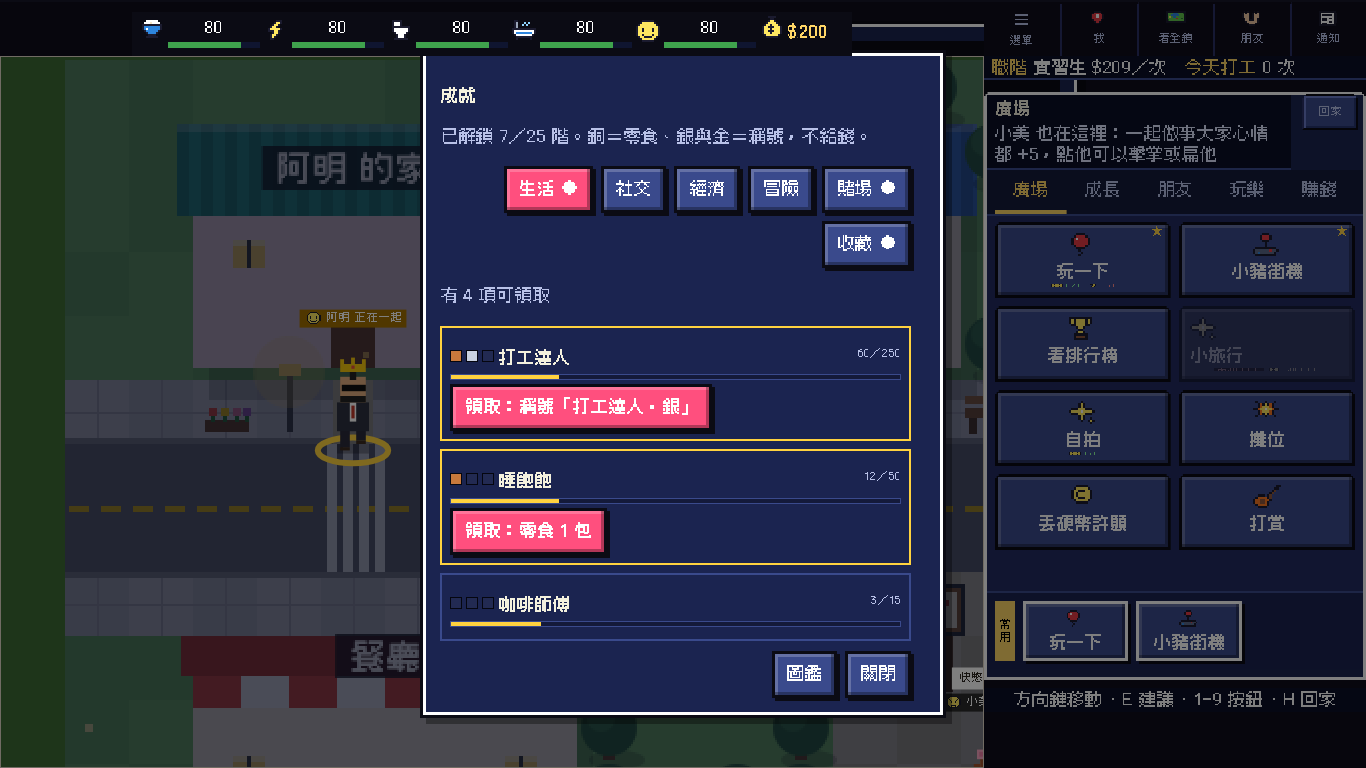 80 80 80 80 80 $200
選單 我 看全鎮 朋友 通知
職階 實習生 $209／次 今天打工 0 次
廣場
回家
小美 也在這裡：一起做事大家心情
都 +5，點他可以擊掌或扁他
廣場 成長 朋友 玩樂 賺錢
玩一下 小豬街機
看排行榜 小旅行
自拍 攤位
丟硬幣許願 打賞
常用
玩一下 小豬街機
方向鍵移動 · E 建議 · 1-9 按鈕 · H 回家
成就
已解鎖 7／25 階。銅＝零食、銀與金＝稱號，不給錢。
生活 社交 經濟 冒險 賭場
收藏
有 4 項可領取
打工達人 60／250
領取：稱號「打工達人·銀」
睡飽飽 12／50
領取：零食 1 包
咖啡師傅 3／15
圖鑑 關閉
阿明 的家
阿明 正在一起
餐廳
快憋
小美